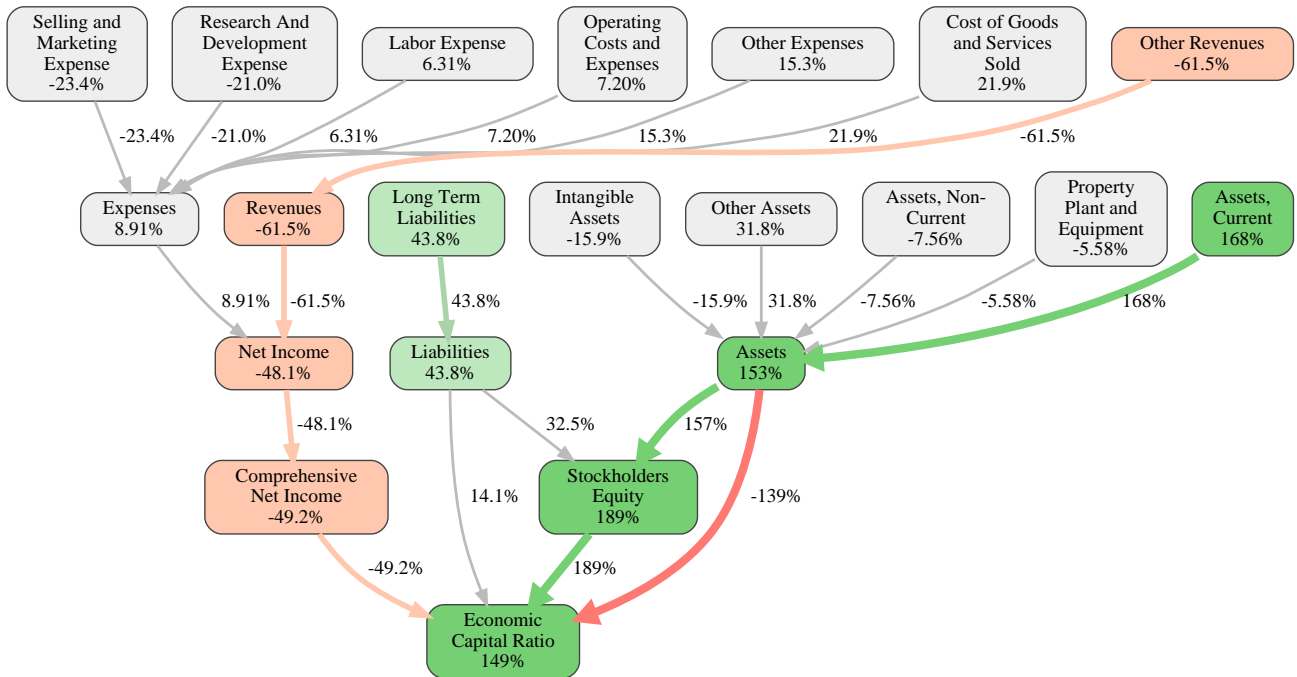 Selling and
Marketing
Expense
-23.4%
Research And
Development
Expense
-21.0%
Labor Expense
6.31%
Operating
Costs and
Expenses
7.20%
Other Expenses
15.3%
Cost of Goods
and Services
Sold
21.9%
Other Revenues
-61.5%
-23.4%
-21.0%
6.31%
7.20%
15.3%
21.9%
-61.5%
Expenses
8.91%
Revenues
-61.5%
Long Term
Liabilities
43.8%
Intangible
Assets
-15.9%
Other Assets
31.8%
Assets, Non-
Current
-7.56%
Property
Plant and
Equipment
-5.58%
Assets,
Current
168%
8.91%
-61.5%
43.8%
-15.9%
31.8%
-7.56%
-5.58%
168%
Net Income
-48.1%
Liabilities
43.8%
Assets
153%
-48.1%
32.5%
157%
Comprehensive
Net Income
-49.2%
14.1%
Stockholders
Equity
189%
-139%
-49.2%
189%
Economic
Capital Ratio
149%